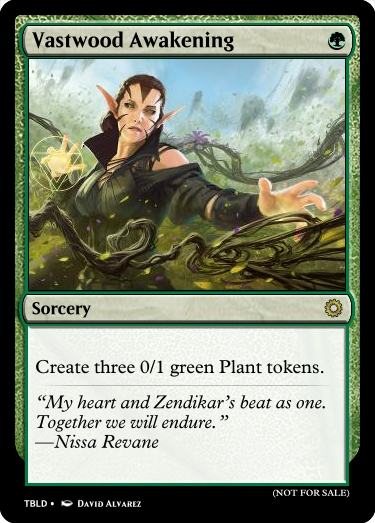 Vastwood Awakening
Sorcery
Create three 0/1 green Plant tokens.
“My heart and Zendikar’s beat as one.
Together we will endure.”
—Nissa Revane
TBLD • David Alvarez
(NOT FOR SALE)